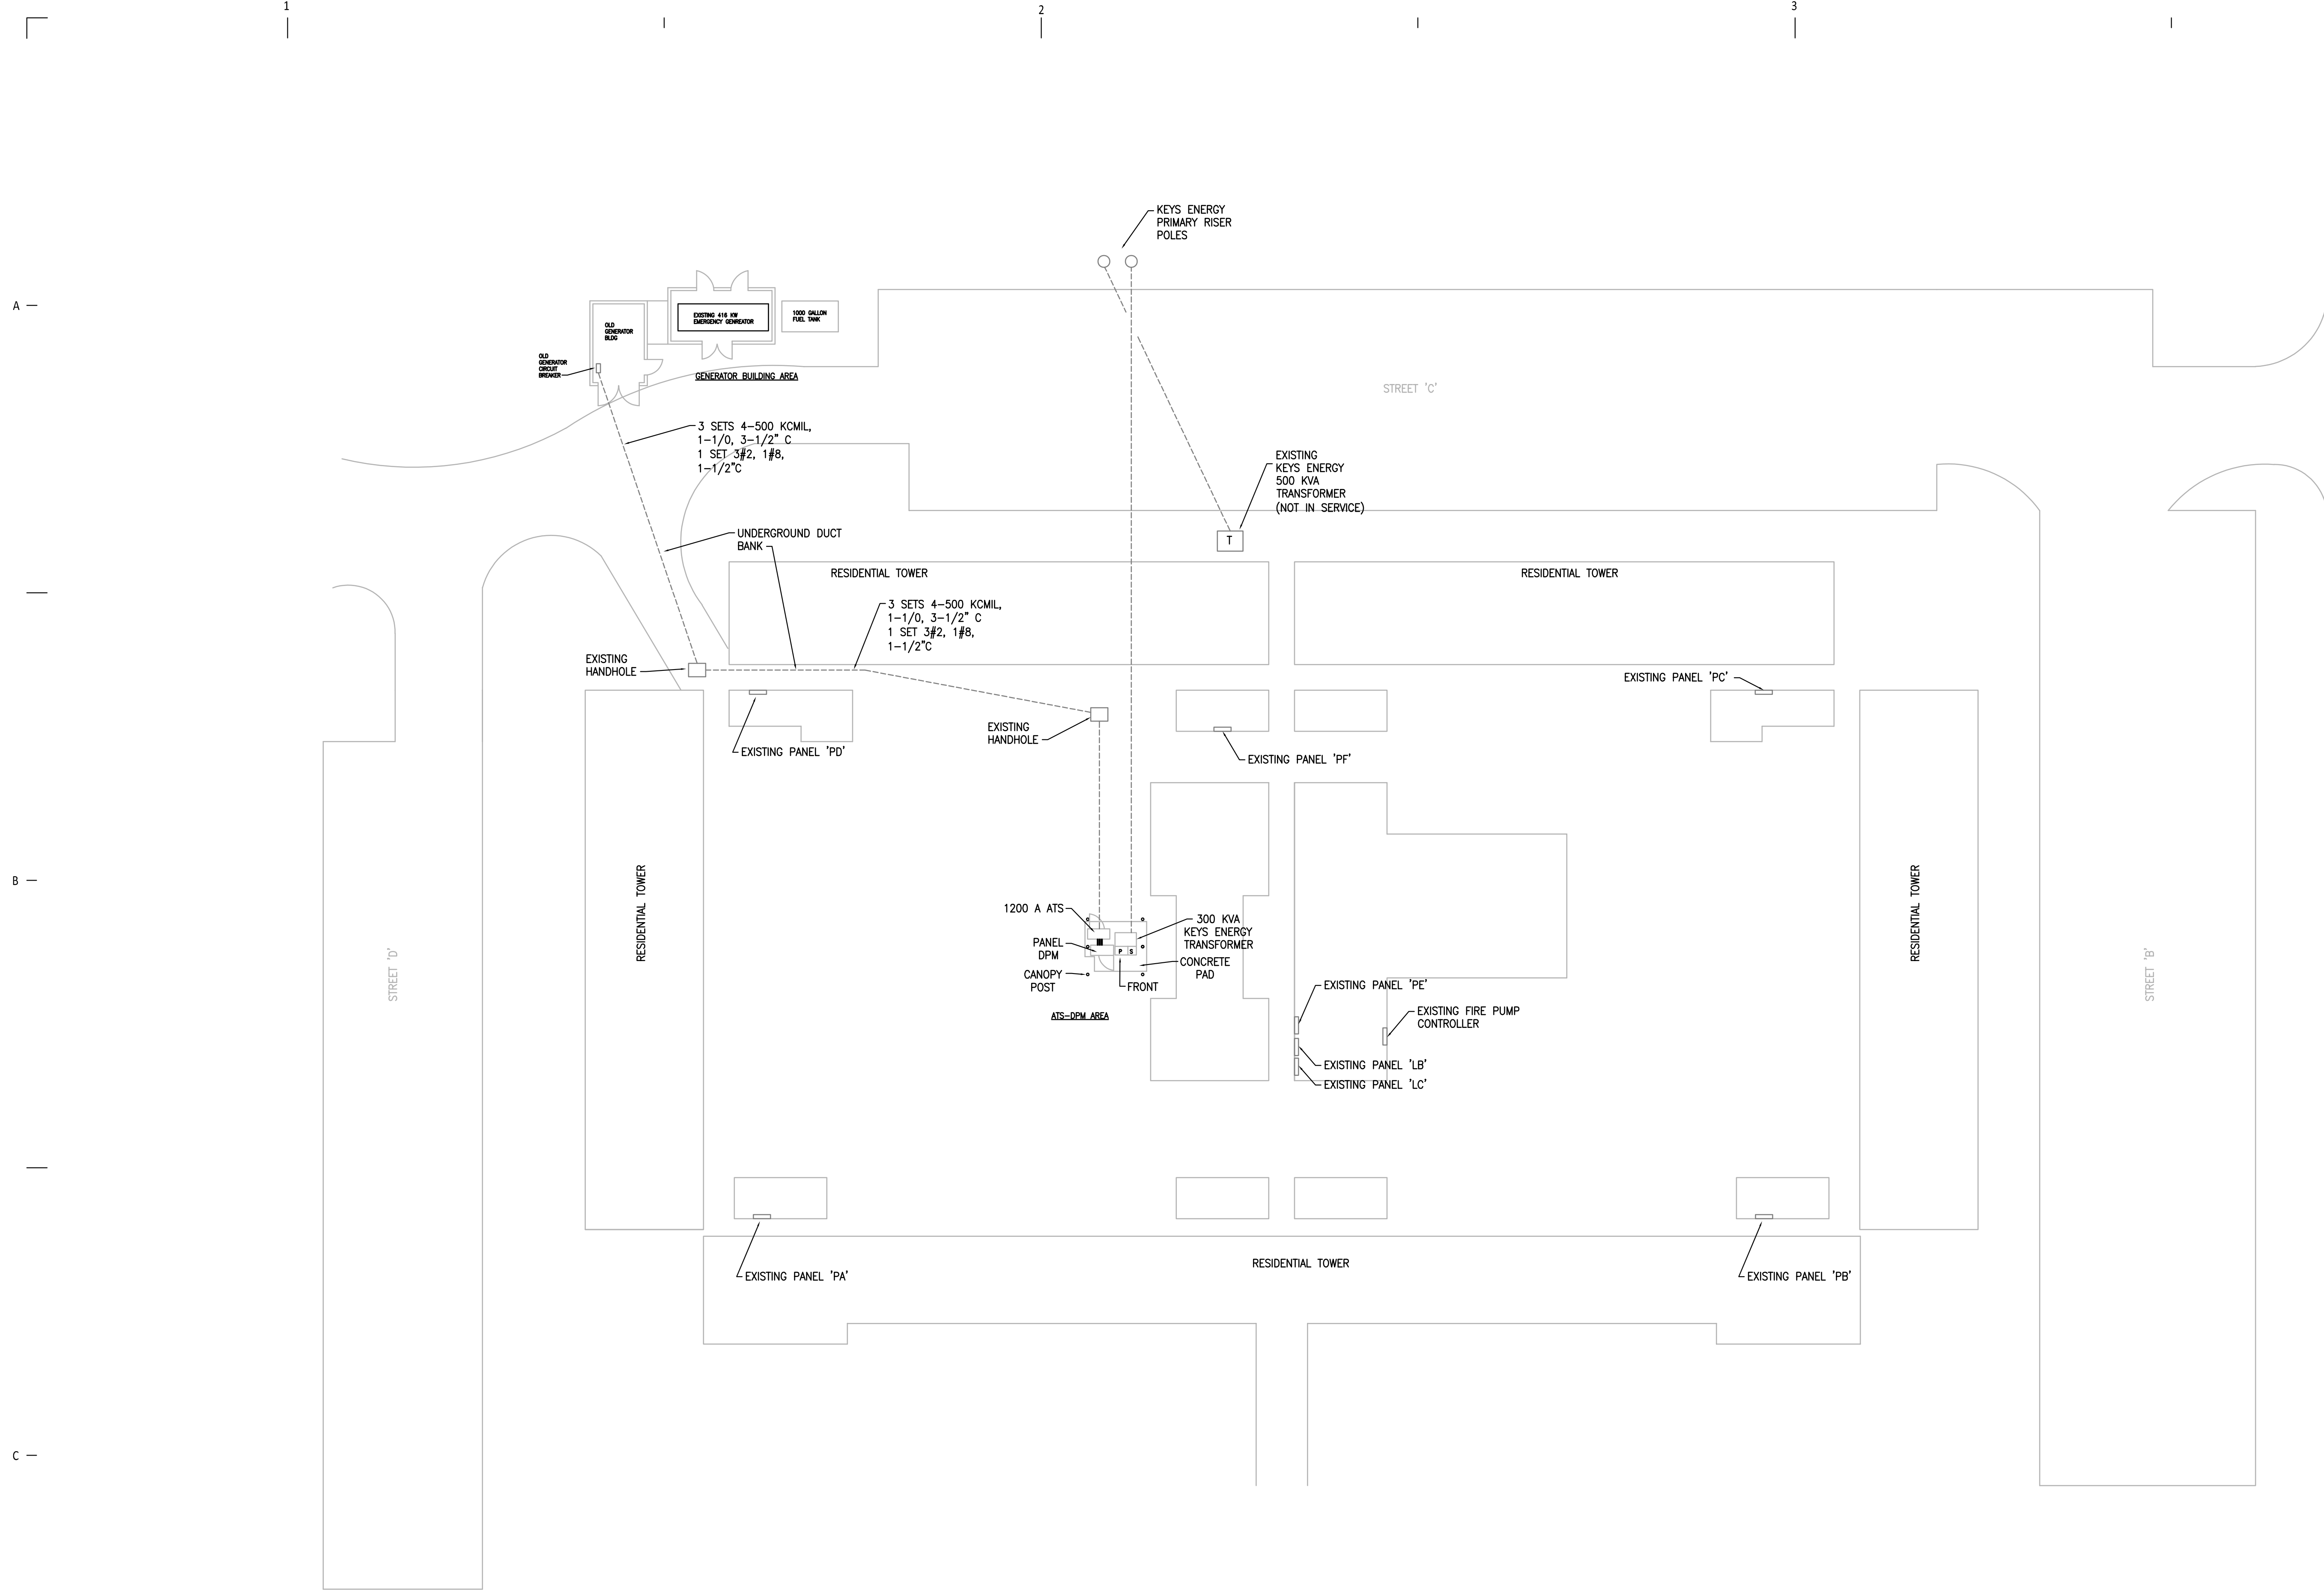 1
2
3
KEYS ENERGY
PRIMARY RISER
POLES
A
EXISTING 416 KW
EMERGENCY GENREATOR
1000 GALLON
FUEL TANK
OLD
GENERATOR
BLDG
OLD
GENERATOR
CIRCUIT
BREAKER
GENERATOR BUILDING AREA
STREET 'C'
3 SETS 4-500 KCMIL,
1-1/0, 3-1/2" C
1 SET 3#2, 1#8,
1-1/2"C
EXISTING
KEYS ENERGY
500 KVA
TRANSFORMER
(NOT IN SERVICE)
T
UNDERGROUND DUCT
BANK
RESIDENTIAL TOWER
RESIDENTIAL TOWER
3 SETS 4-500 KCMIL,
1-1/0, 3-1/2" C
1 SET 3#2, 1#8,
1-1/2"C
EXISTING
HANDHOLE
EXISTING PANEL 'PC'
EXISTING
HANDHOLE
EXISTING PANEL 'PD'
EXISTING PANEL 'PF'
B
RESIDENTIAL TOWER
RESIDENTIAL TOWER
1200 A ATS
300 KVA
KEYS ENERGY
TRANSFORMER
PANEL
DPM
P S
CONCRETE
PAD
CANOPY
POST
FRONT
STREET 'D'
STREET 'B'
ATS-DPM AREA
EXISTING PANEL 'PE'
EXISTING FIRE PUMP
CONTROLLER
EXISTING PANEL 'LB'
EXISTING PANEL 'LC'
RESIDENTIAL TOWER
EXISTING PANEL 'PA'
EXISTING PANEL 'PB'
C